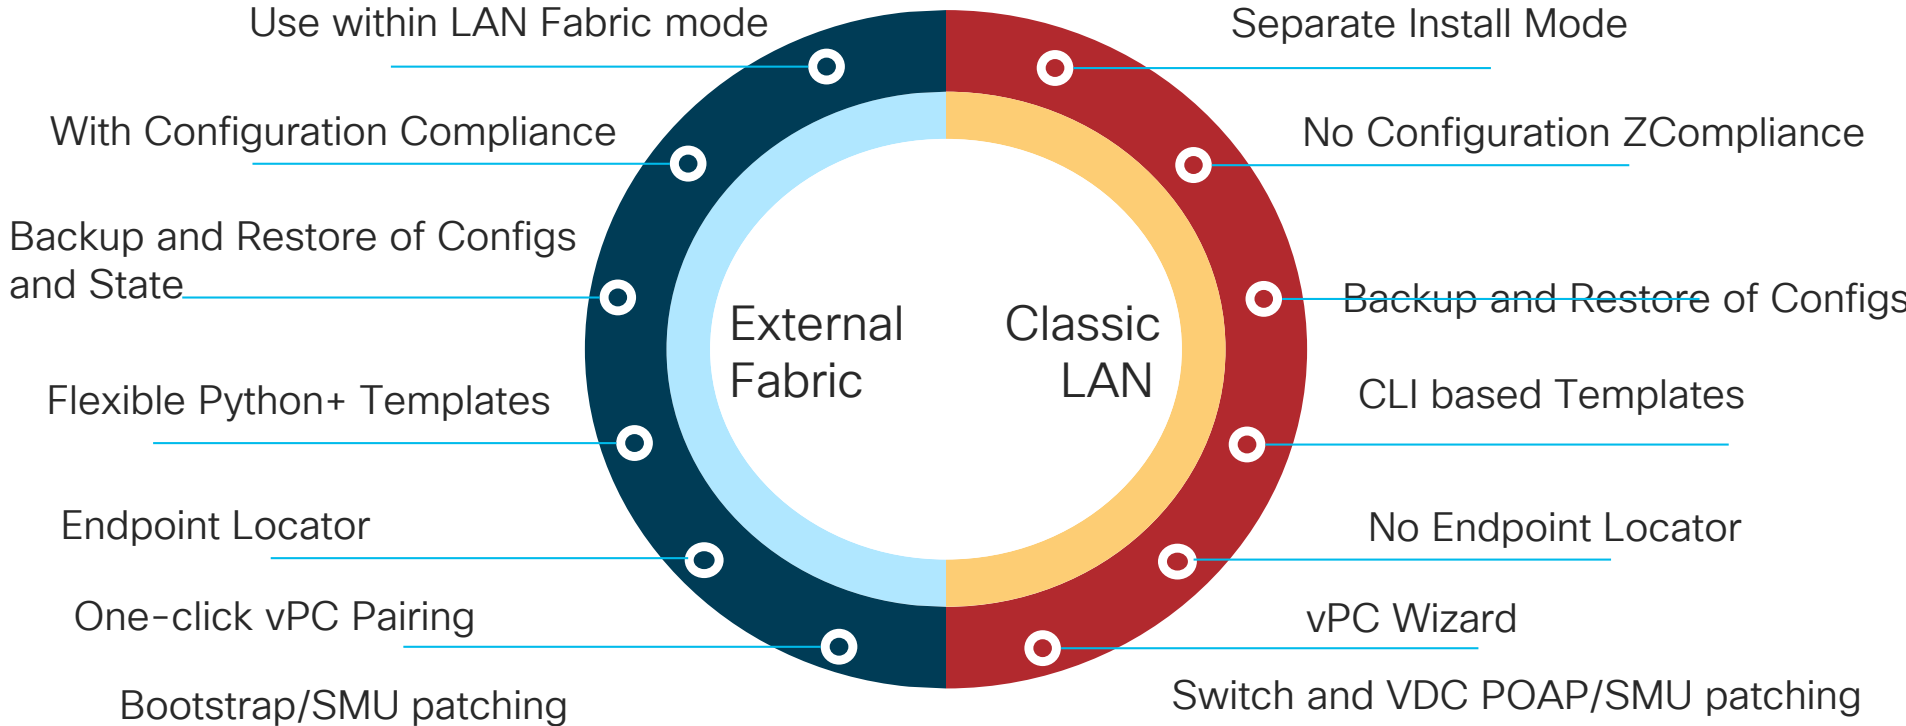 Use within LAN Fabric mode
With Configuration Compliance
Backup and Restore of Configs
and State
Flexible Python+ Templates
Endpoint Locator
One-click vPC Pairing
Bootstrap/SMU patching
External
Fabric
Classic
LAN
Separate Install Mode
No Configuration ZCompliance
Backup and Restore of Configs
CLI based Templates
No Endpoint Locator
vPC Wizard
Switch and VDC POAP/SMU patching